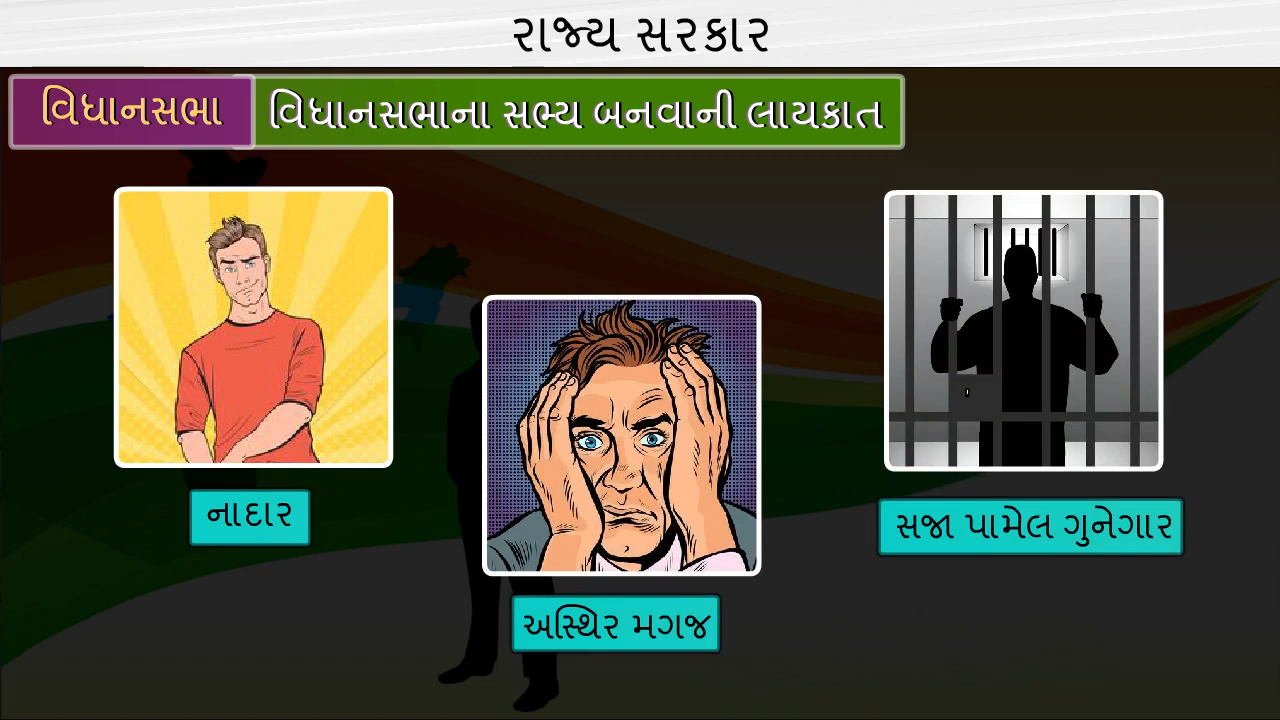 રાજ્ય સરકાર
વિધાનસભા
વિધાનસભાના સભ્ય બનવાની લાયકાત
નાદાર
અસ્થિર મગજ
સજા પામેલ ગુનેગાર